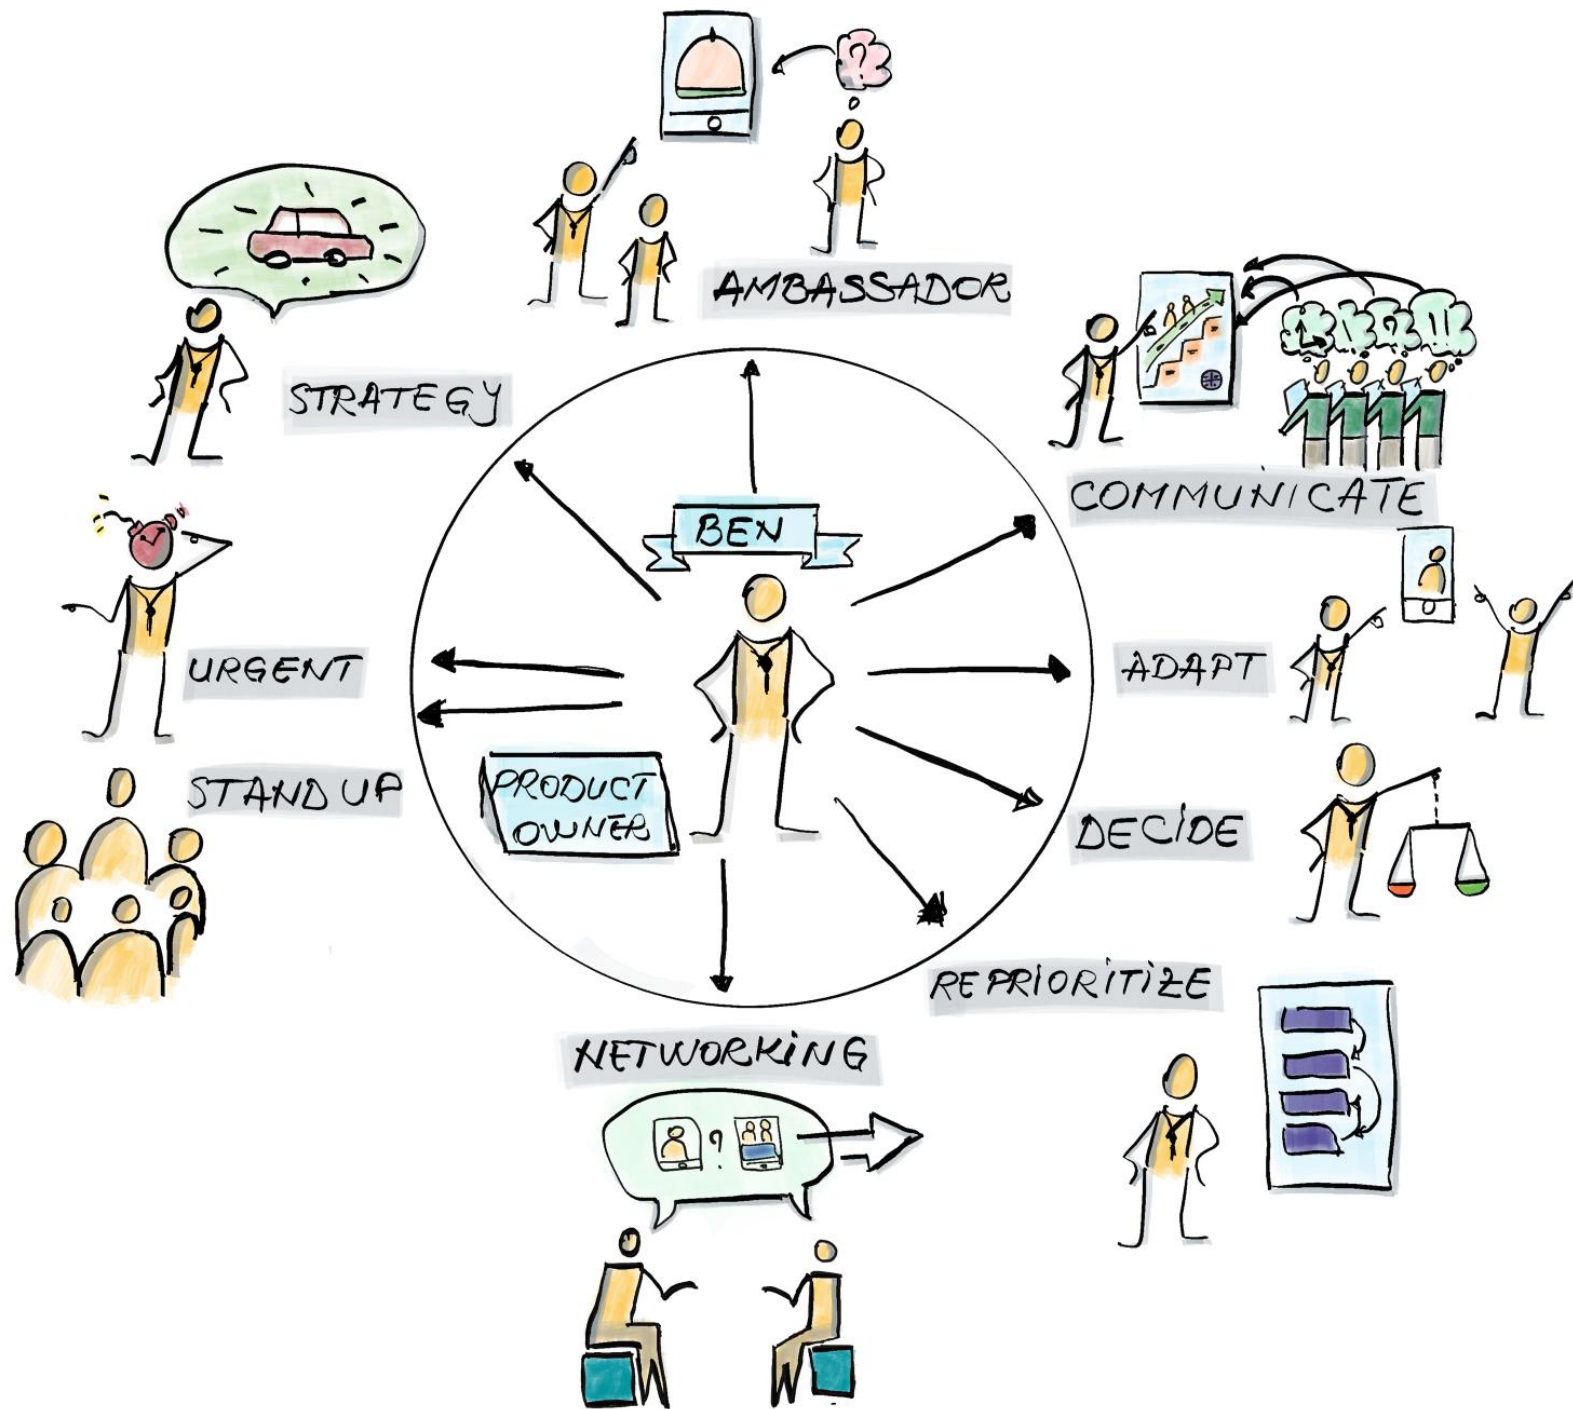 AMBASSADOR
STRATEGY
COMMUNICATE
BEN
URGENT
ADAPT
STAND UP
PRODUCT
OWNER
DECIDE
REPRIORITIZE
NETWORKING
?
?